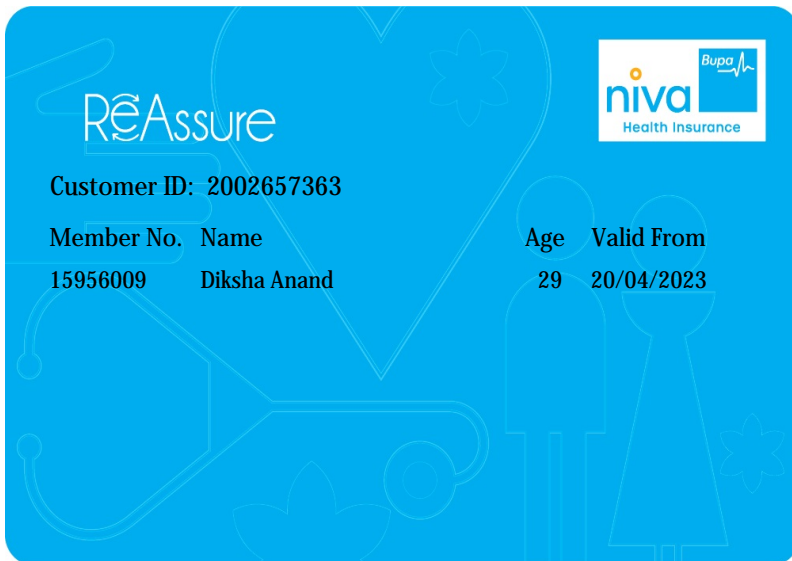 ReAssure
Bupa
niva
Health Insurance
Customer ID: 2002657363
Member No. Name Age Valid From
15956009 Diksha Anand 29 20/04/2023